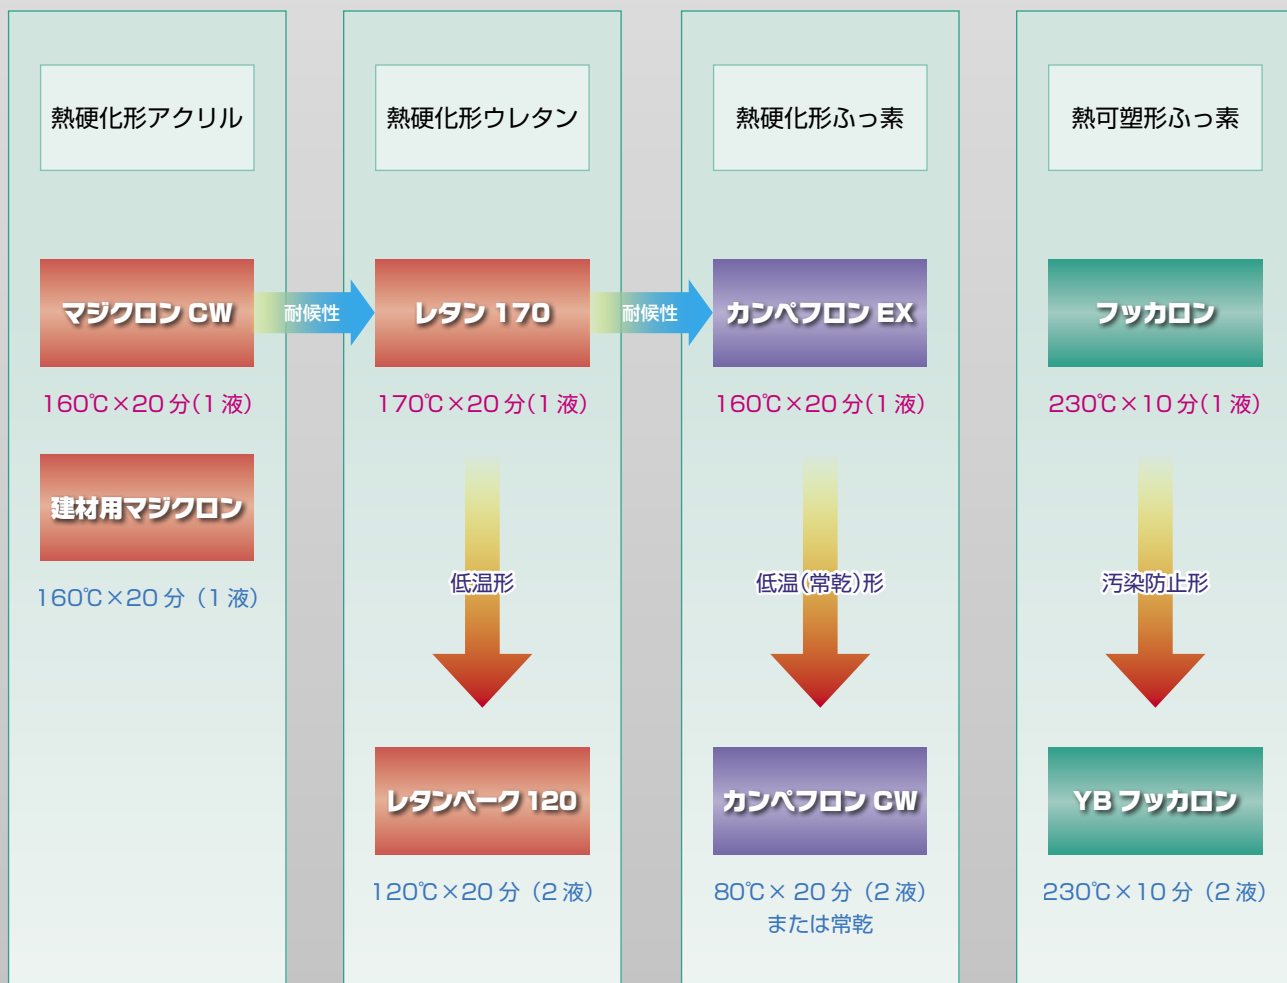 熱硬化形アクリル
熱硬化形ウレタン
熱硬化形ふっ素
熱可塑形ふっ素
マジクロン CW
耐候性
レタン 170
耐候性
カンペフロン EX
フッカロン
160℃×20分(1液)
170℃×20分(1液)
160℃×20分(1液)
230℃×10分(1液)
建材用マジクロン
160℃×20分(1液)
低温形
低温(常乾)形
汚染防止形
レタンベーク 120
カンペフロン CW
YB フッカロン
120℃×20分(2液)
80℃×20分(2液)
または常乾
230℃×10分(2液)